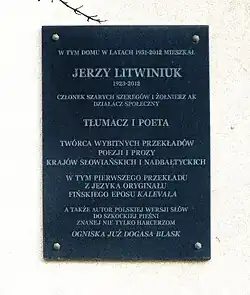 W TYM DOMU W LATACH 1951-2012 MIESZKAŁ
JERZY LITWINIUK
1923-2012
CZŁONEK SZARYCH SZEREGÓW I ŻOŁNIERZ AK
DZIAŁACZ SPOŁECZNY
TŁUMACZ I POETA
TWÓRCA WYBITNYCH PRZEKŁADÓW
POEZJI I PROZY
KRAJÓW SŁOWIAŃSKICH I NADBAŁTYCKICH
W TYM PIERWSZEGO PRZEKŁADU
Z JĘZYKA ORYGINAŁU
FIŃSKIEGO EPOSU KALEVALA
A TAKŻE AUTOR POLSKIEJ WERSJI SŁÓW
DO SZKOCKIEJ PIEŚNI
ZNANEJ NIE TYLKO HARCERZOM
OGNISKA JUŻ DOGASA BLASK